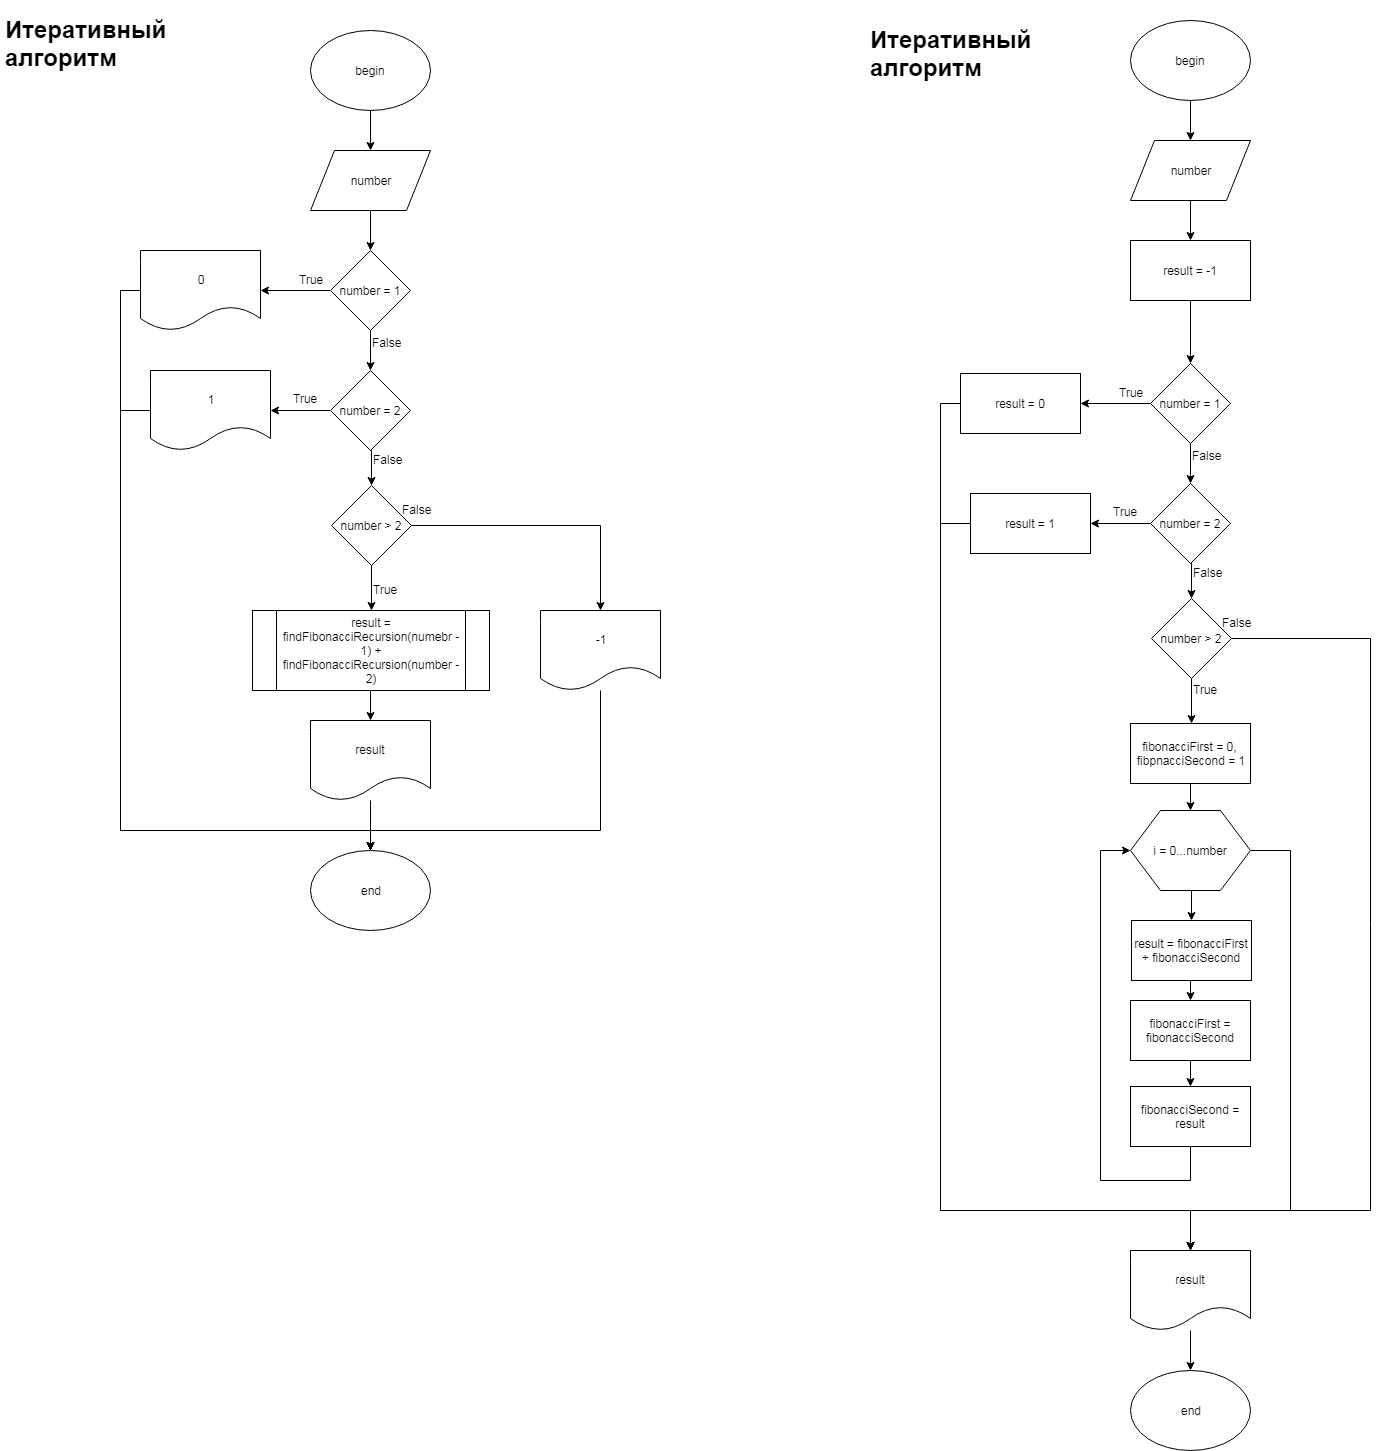 Итеративный
алгоритм
begin
number
number = 1
True
0
False
number = 2
True
1
False
number > 2
False
True
result =
findFibonacciRecursion(numebr -
1) +
findFibonacciRecursion(number -
2)
-1
result
end
Итеративный
алгоритм
begin
number
result = -1
number = 1
True
result = 0
False
number = 2
True
result = 1
False
number > 2
False
True
fibonacciFirst = 0,
fibpnacciSecond = 1
i = 0...number
result = fibonacciFirst
+ fibonacciSecond
fibonacciFirst =
fibonacciSecond
fibonacciSecond =
result
result
end